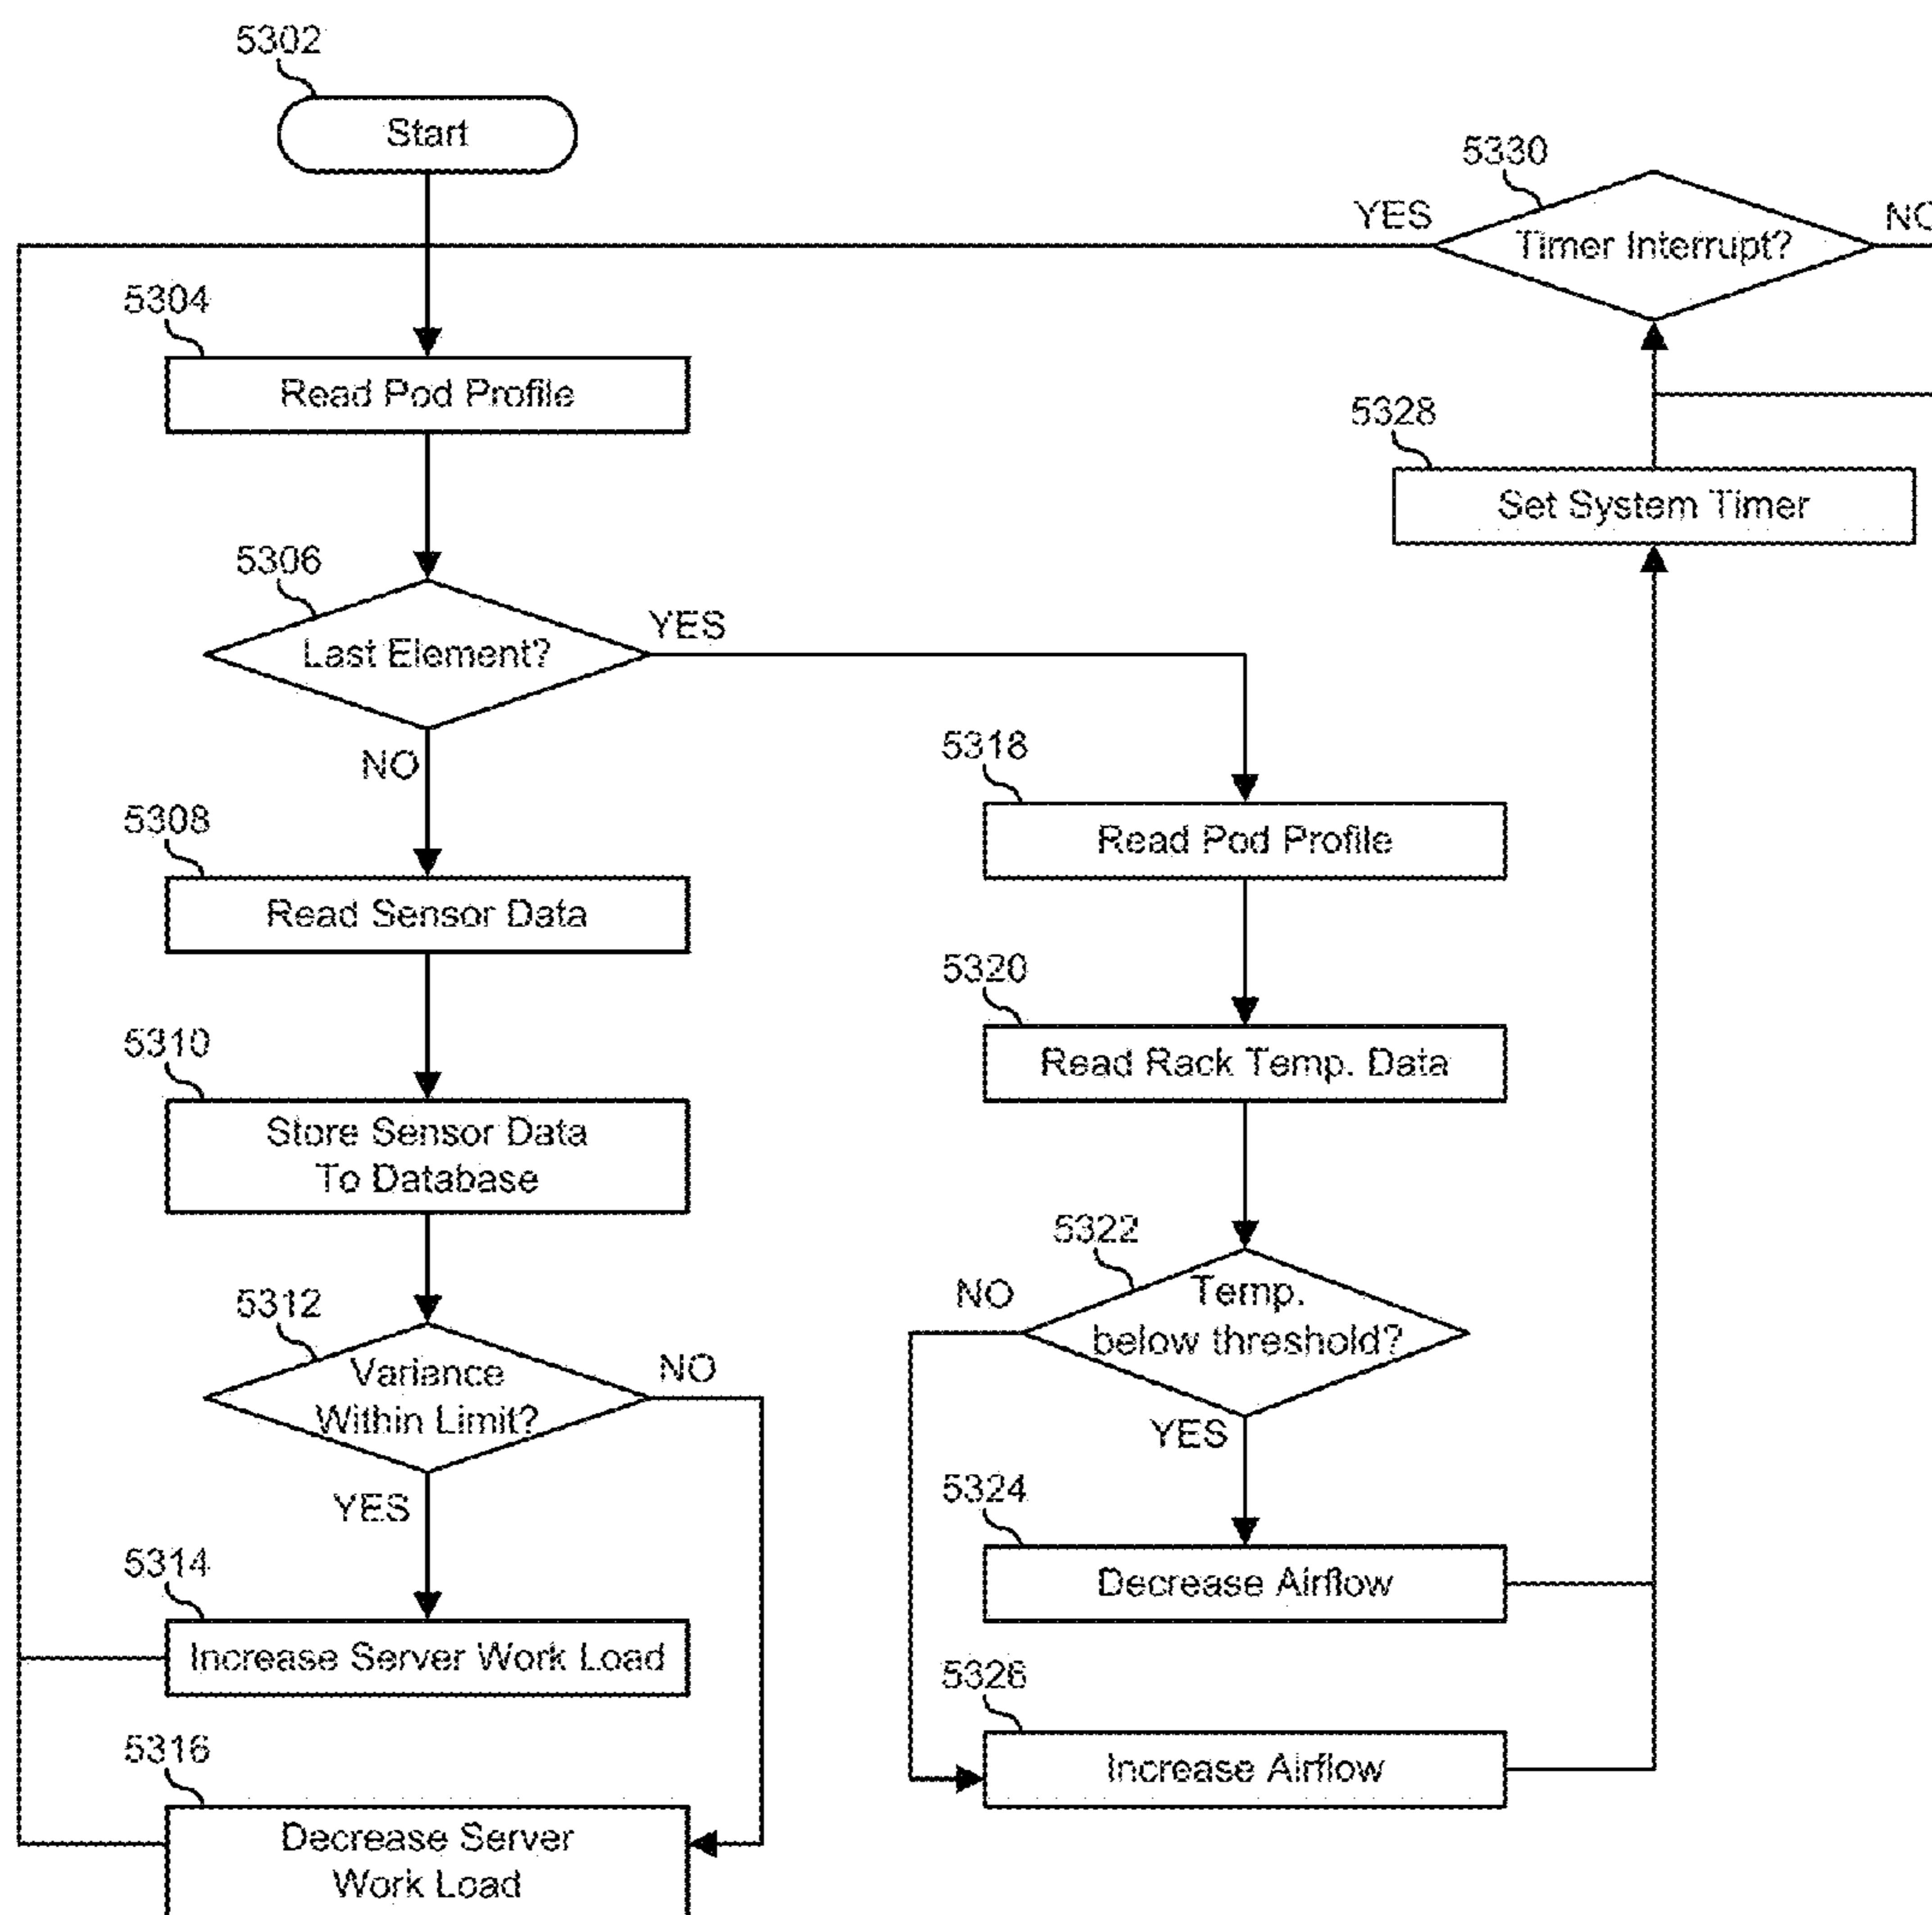 5302
Start
5330
YES
NO
Timer Interrupt?
5304
Read Pod Profile
5328
Set System Timer
5306
Last Element?
YES
NO
5318
Read Pod Profile
5308
Read Sensor Data
5320
Read Rack Temp. Data
5310
Store Sensor Data
To Database
5322
Temp.
below threshold?
NO
YES
5312
Variance
Within Limit?
NO
YES
5324
Decrease Airflow
5314
Increase Server Work Load
5326
Increase Airflow
5316
Decrease Server
Work Load